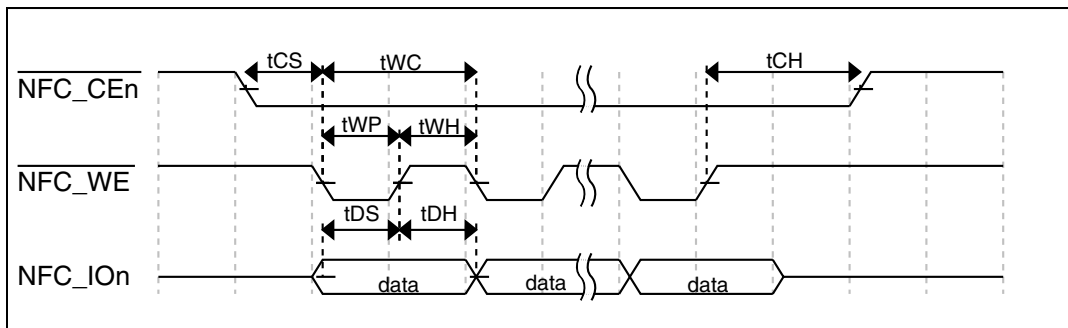 tCS tWC tCH
NFC_CEn
tWP tWH
NFC_WE
tDS tDH
NFC_IOn data data data